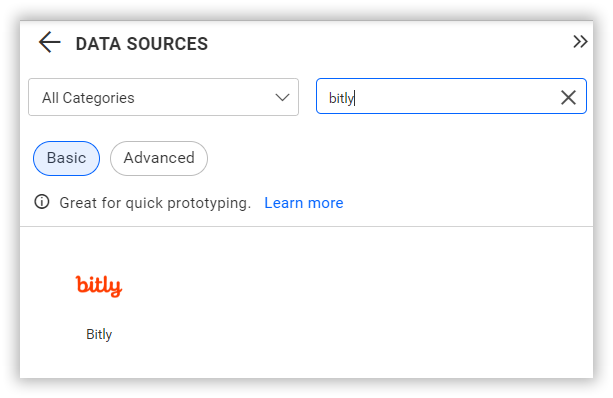 DATA SOURCES
All Categories
bitly
Basic
Advanced
Great for quick prototyping. Learn more
bitly
Bitly